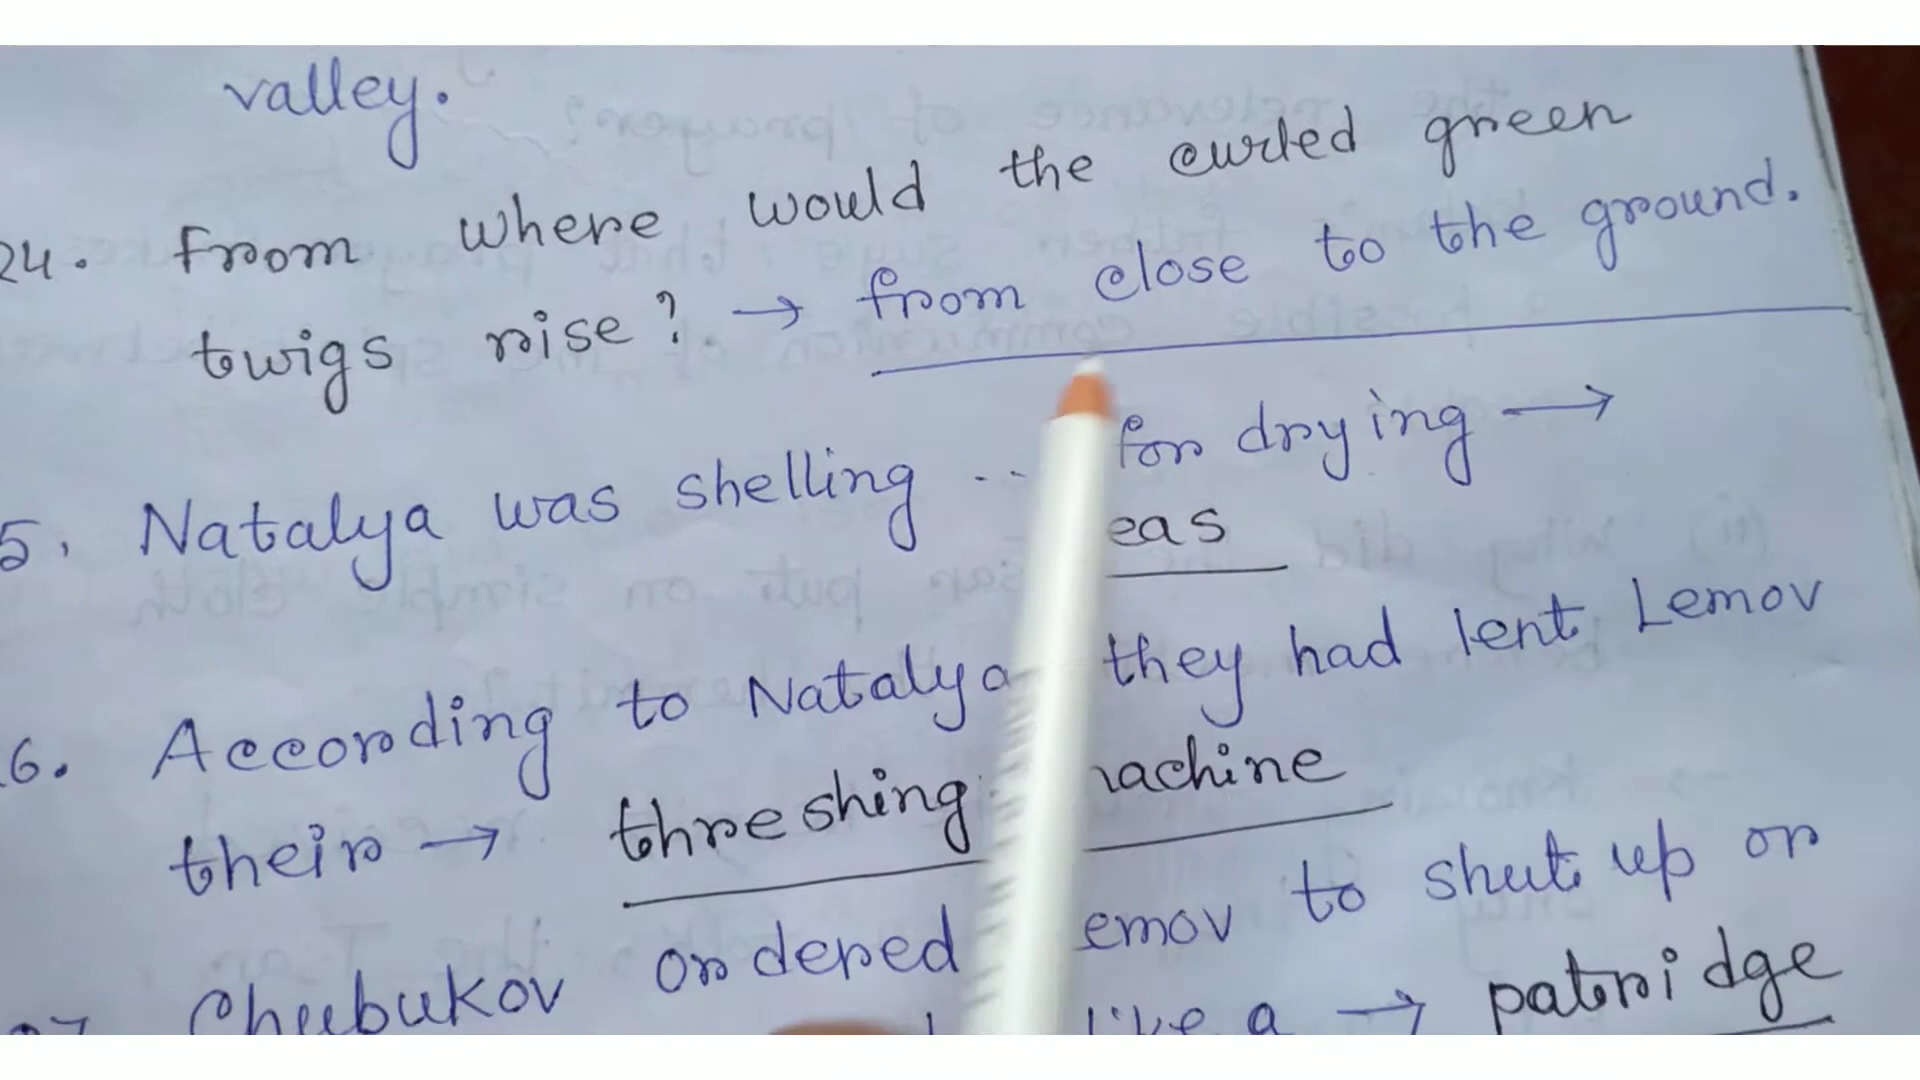 valley.
24. From where would the curled green
twigs rise? → from close to the ground.
5. Natalya was shelling ... for drying →
eas
6. According to Natalya they had lent Lemov
their → threshing achine
Chubukov ordered emov to shut up or
like a → patridge